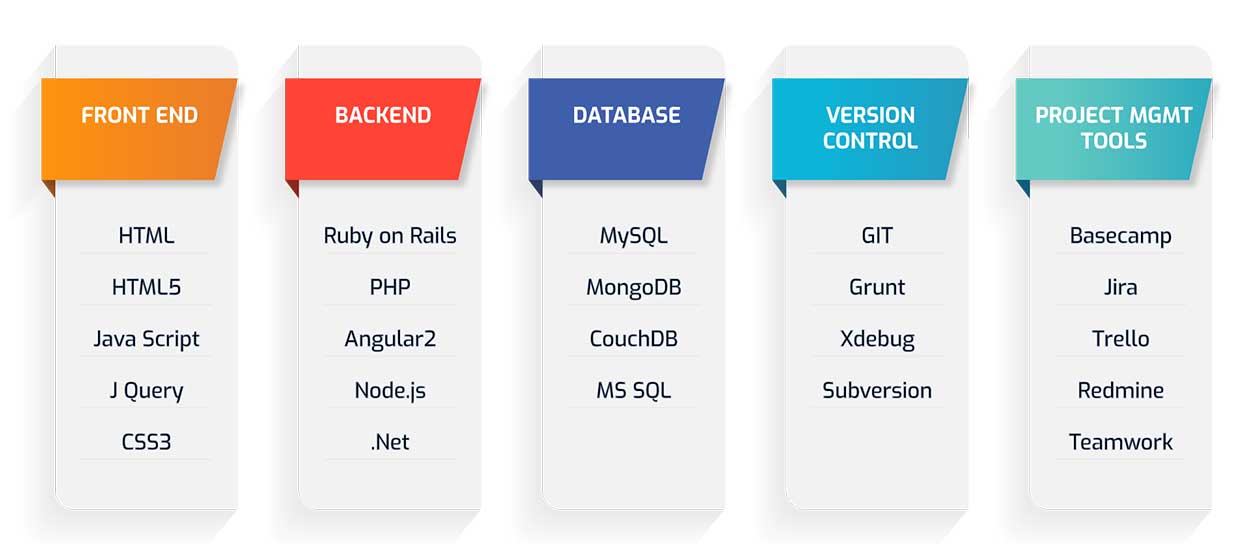 FRONT END
HTML
HTML5
Java Script
J Query
CSS3
BACKEND
Ruby on Rails
PHP
Angular2
Node.js
.Net
DATABASE
MySQL
MongoDB
CouchDB
MS SQL
VERSION
CONTROL
GIT
Grunt
Xdebug
Subversion
PROJECT MGMT
TOOLS
Basecamp
Jira
Trello
Redmine
Teamwork